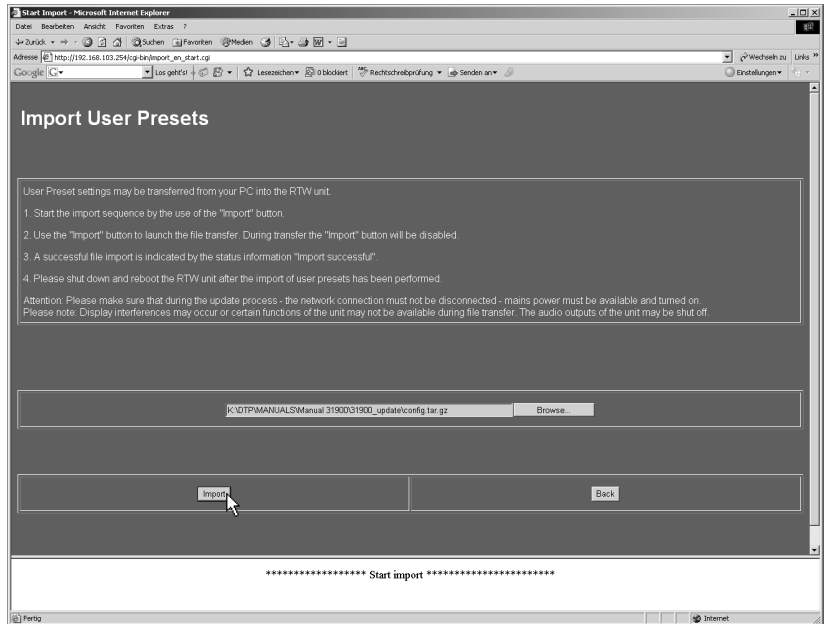 Start Import - Microsoft Internet Explorer
Datei Bearbeiten Ansicht Favoriten Extras ?
Zurück Suchen Favoriten Medien
Adresse http://192.168.103.254/cgi-bin/import_en_start.cgi Wechseln zu Links »
Google G Los geht's! Lesezeichen 0 blockiert Rechtschreibprüfung Senden an Einstellungen
Import User Presets
User Preset settings may be transferred from your PC into the RTW unit.
1. Start the import sequence by the use of the "Import" button.
2. Use the "Import" button to launch the file transfer. During transfer the "Import" button will be disabled.
3. A successful file import is indicated by the status information "Import successful".
4. Please shut down and reboot the RTW unit after the import of user presets has been performed.
Attention: Please make sure that during the update process - the network connection must not be disconnected - mains power must be available and turned on.
Please note: Display interferences may occur or certain functions of the unit may not be available during file transfer. The audio outputs of the unit may be shut off.
K:\DTP\MANUALS\Manual 31900\31900_update\config.tar.gz Browse...
Import Back
****************** Start import ***********************
Fertig Internet